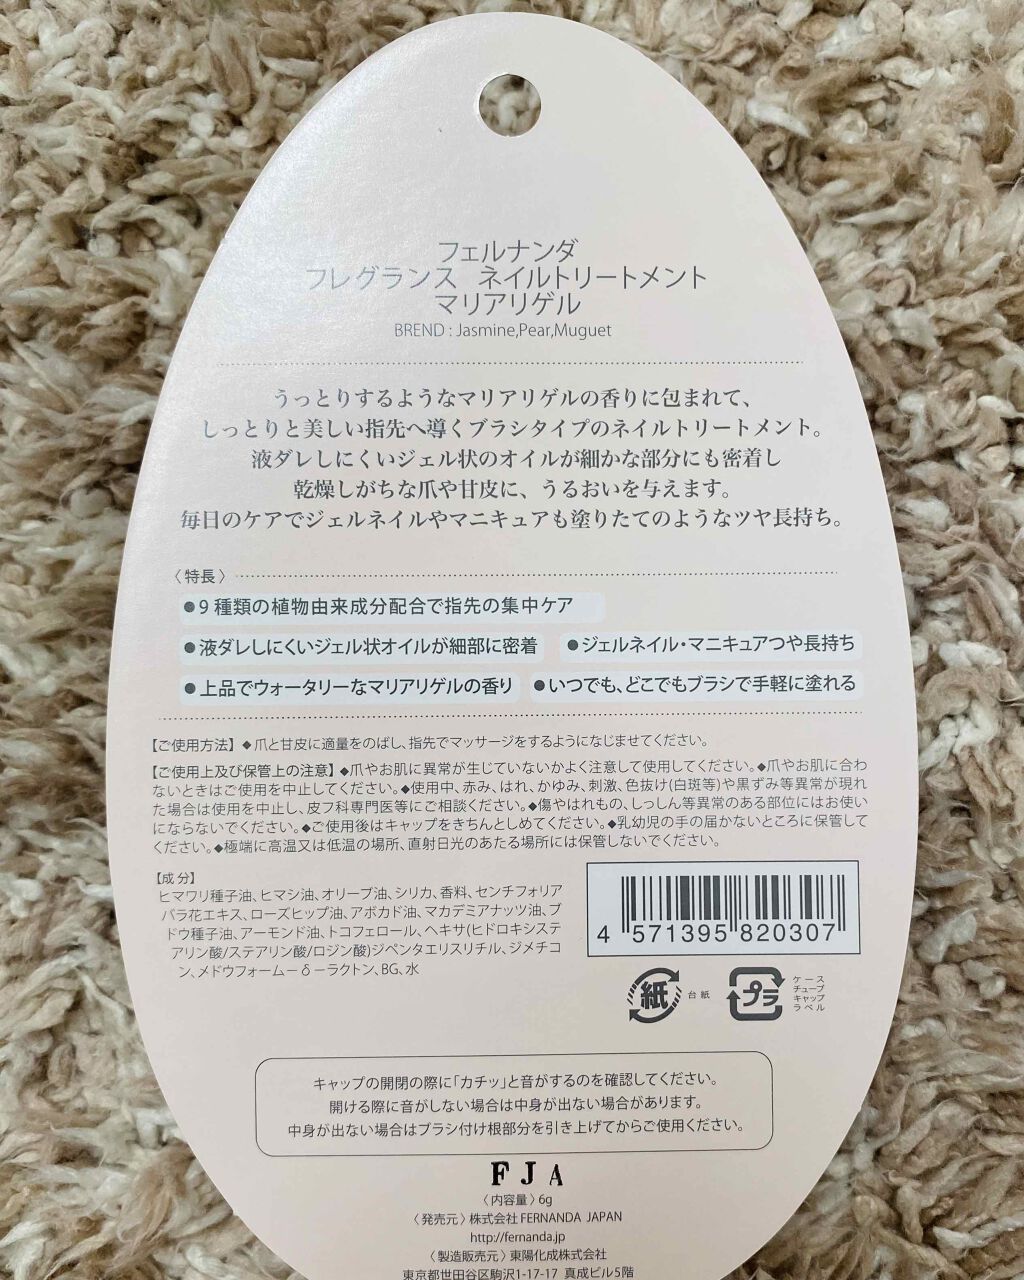 フェルナンダ
フレグランス ネイルトリートメント
マリアリゲル
BREND : Jasmine,Pear,Muguet
うっとりするようなマリアリゲルの香りに包まれて、
しっとりと美しい指先へ導くブラシタイプのネイルトリートメント。
液ダレしにくいジェル状のオイルが細かな部分にも密着し
乾燥しがちな爪や甘皮に、うるおいを与えます。
毎日のケアでジェルネイルやマニキュアも塗りたてのようなツヤ長持ち。
〈特長〉
●9種類の植物由来成分配合で指先の集中ケア
●液ダレしにくいジェル状オイルが細部に密着 ●ジェルネイル・マニキュアつや長持ち
●上品でウォータリーなマリアリゲルの香り ●いつでも、どこでもブラシで手軽に塗れる
【ご使用方法】◆爪と甘皮に適量をのばし、指先でマッサージをするようになじませてください。
【ご使用上及び保管上の注意】◆爪やお肌に異常が生じていないかよく注意して使用してください。◆爪やお肌に合わ
ないときはご使用を中止してください。◆使用中、赤み、はれ、かゆみ、刺激、色抜け(白斑等)や黒ずみ等異常が現れ
た場合は使用を中止し、皮フ科専門医等にご相談ください。◆傷やはれもの、しっしん等異常のある部位にはお使い
にならないでください。◆ご使用後はキャップをきちんとしめてください。◆乳幼児の手の届かないところに保管して
ください。◆極端に高温又は低温の場所、直射日光のあたる場所には保管しないでください。
【成分】
ヒマワリ種子油、ヒマシ油、オリーブ油、シリカ、香料、センチフォリア
バラ花エキス、ローズヒップ油、アボカド油、マカデミアナッツ油、ブ
ドウ種子油、アーモンド油、トコフェロール、ヘキサ(ヒドロキシステ
アリン酸/ステアリン酸/ロジン酸)ジペンタエリスリチル、ジメチコ
ン、メドウフォーム－δ－ラクトン、BG、水
4 571395 820307
紙 台紙
プラ
ケース
チューブ
キャップ
ラベル
キャップの開閉の際に「カチッ」と音がするのを確認してください。
開ける際に音がしない場合は中身が出ない場合があります。
中身が出ない場合はブラシ付け根部分を引き上げてからご使用ください。
FJA
〈内容量〉6g
〈発売元〉株式会社 FERNANDA JAPAN
http://fernanda.jp
〈製造販売元〉東陽化成株式会社
東京都世田谷区駒沢1-17-17 真成ビル5階